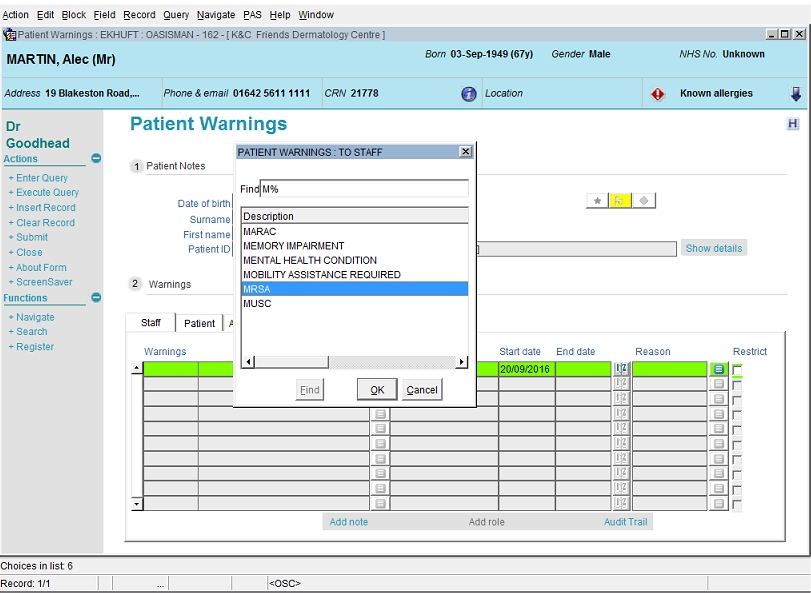 Action Edit Block Field Record Query Navigate PAS Help Window
Patient Warnings : EKHUFT : OASISMAN - 162 - [ K&C Friends Dermatology Centre ]
MARTIN, Alec (Mr) Born 03-Sep-1949 (67y) Gender Male NHS No. Unknown
Address 19 Blakeston Road,... Phone & email 01642 5611 1111 CRN 21778 Location Known allergies
Dr Goodhead
Actions
+ Enter Query
+ Execute Query
+ Insert Record
+ Clear Record
+ Submit
+ Close
+ About Form
+ ScreenSaver
Functions
+ Navigate
+ Search
+ Register
Patient Warnings H
1 Patient Notes
Date of birth
Surname
First name
Patient ID
Show details
2 Warnings
Staff Patient A
Warnings Start date End date Reason Restrict
20/09/2016
Add note Add role Audit Trail
PATIENT WARNINGS : TO STAFF
Find M%
Description
MARAC
MEMORY IMPAIRMENT
MENTAL HEALTH CONDITION
MOBILITY ASSISTANCE REQUIRED
MRSA
MUSC
Find OK Cancel
Choices in list: 6
Record: 1/1 ... <OSC>